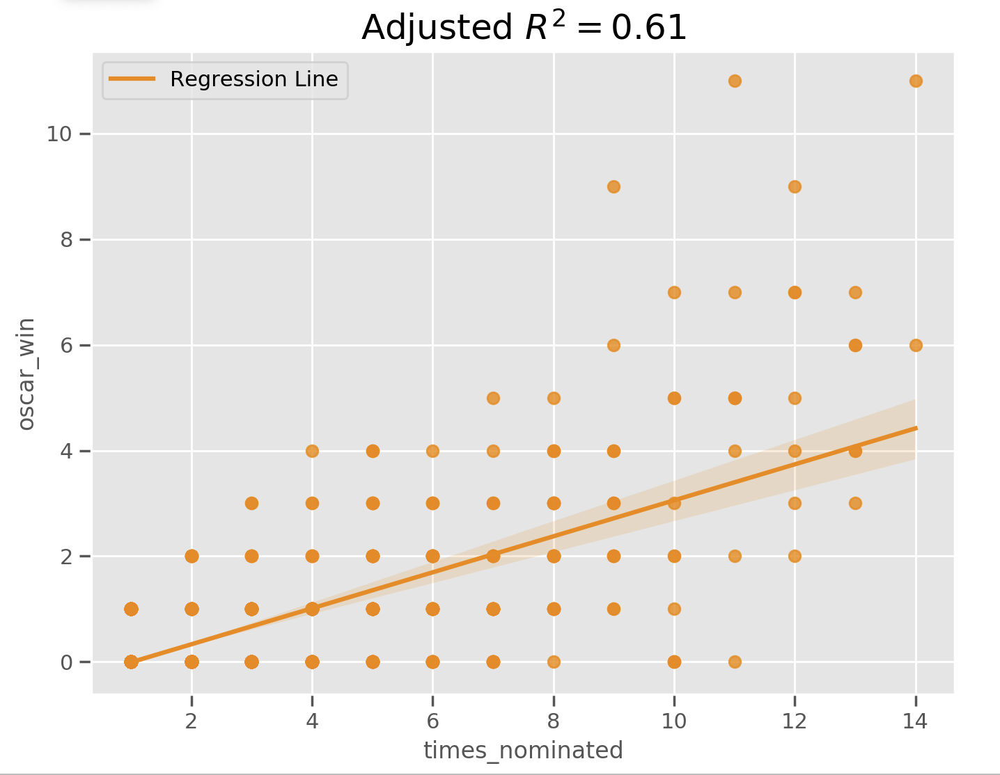 Adjusted R² = 0.61
Regression Line
10
8
6
4
2
0
oscar_win
2 4 6 8 10 12 14
times_nominated